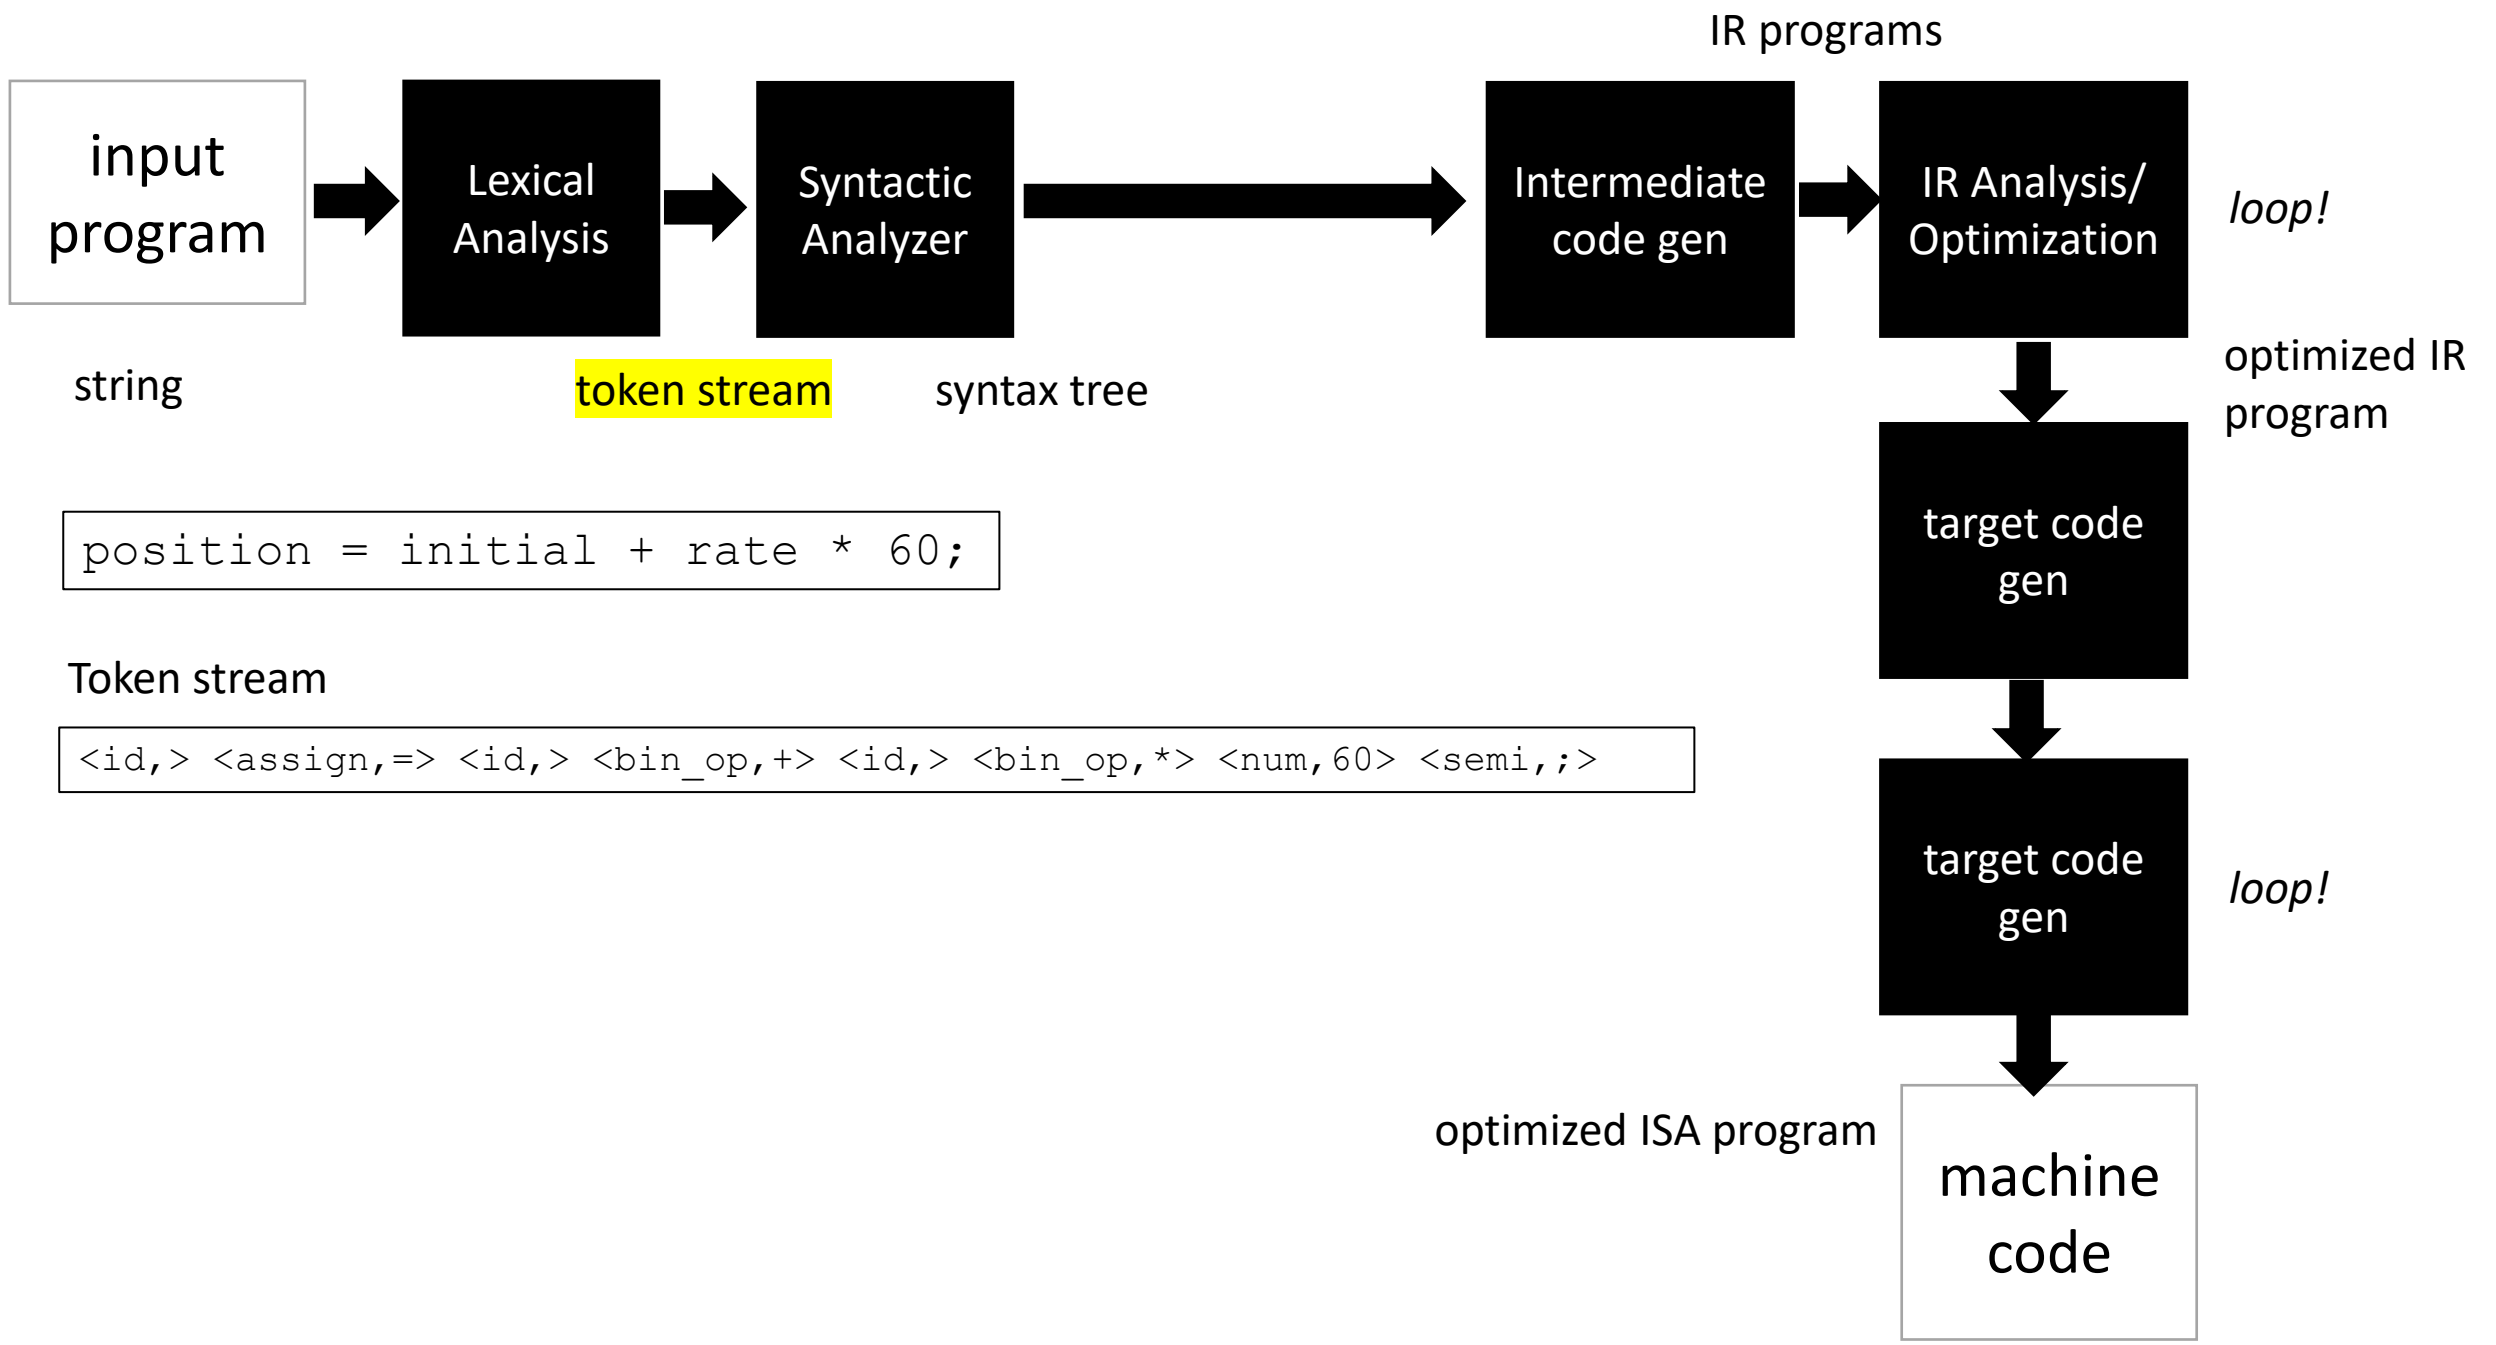 IR programs
input
program
Lexical
Analysis
Syntactic
Analyzer
Intermediate
code gen
IR Analysis/
Optimization
loop!
string
token stream
syntax tree
optimized IR
program
target code
gen
position = initial + rate * 60;
Token stream
<id,> <assign,=> <id,> <bin_op,+> <id,> <bin_op,*> <num,60> <semi,;>
target code
gen
loop!
optimized ISA program
machine
code